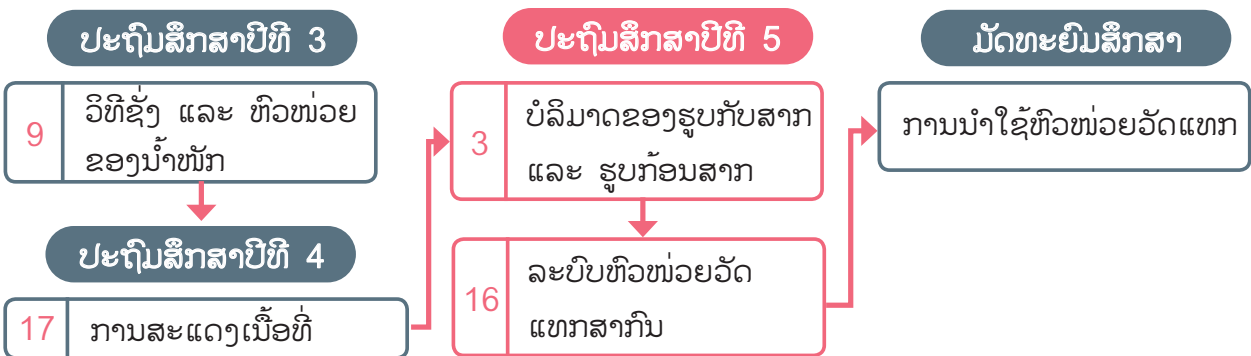 ປະຖົມສຶກສາປີທີ 3
9
ວິທີຊັ່ງ ແລະ ຫົວໜ່ວຍ
ຂອງນ້ຳໜັກ
ປະຖົມສຶກສາປີທີ 4
17
ການສະແດງເນື້ອທີ່
ປະຖົມສຶກສາປີທີ 5
3
ບໍລິມາດຂອງຮູບກັບສາກ
ແລະ ຮູບກ້ອນສາກ
16
ລະບົບຫົວໜ່ວຍວັດ
ແທກສາກົນ
ມັດທະຍົມສຶກສາ
ການນຳໃຊ້ຫົວໜ່ວຍວັດແທກ